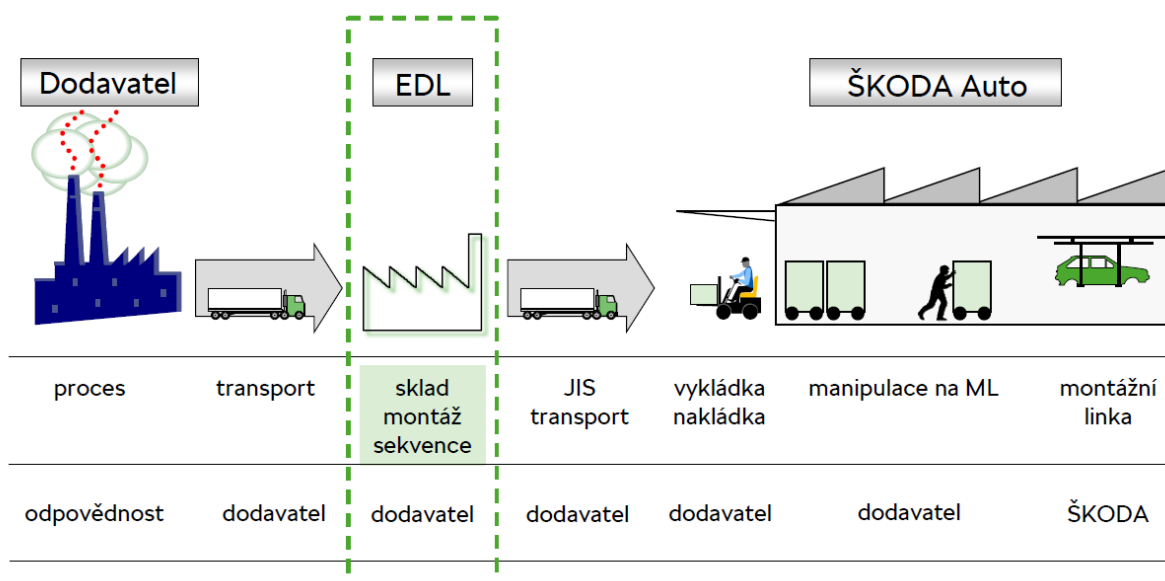 Dodavatel
EDL
ŠKODA Auto
proces
transport
sklad
montáž
sekvence
JIS
transport
vykládka
nakládka
manipulace na ML
montážní
linka
odpovědnost
dodavatel
dodavatel
dodavatel
dodavatel
dodavatel
ŠKODA